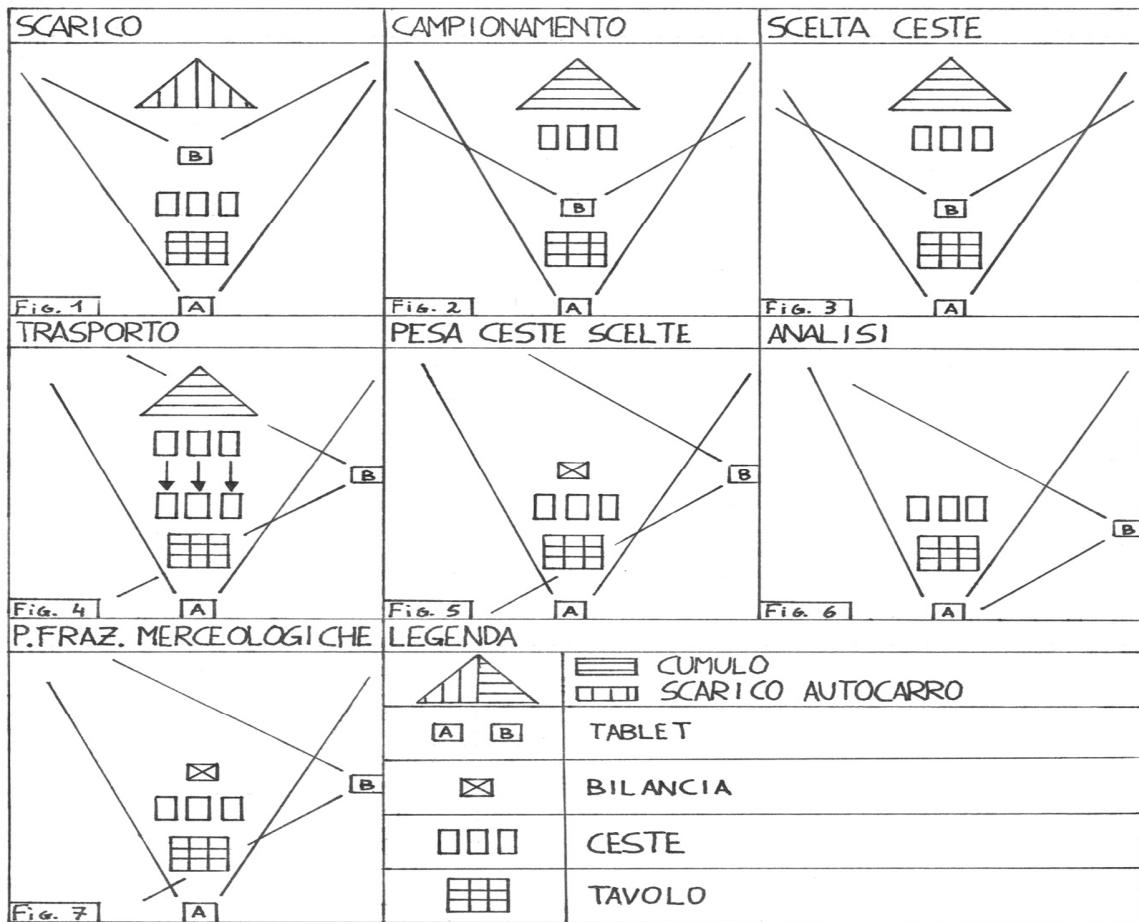 SCARICO
CAMPIONAMENTO
SCELTA CESTE
B
B
B
Fig. 1
A
Fig. 2
A
Fig. 3
A
TRASPORTO
PESA CESTE SCELTE
ANALISI
B
B
B
Fig. 4
A
Fig. 5
A
Fig. 6
A
P.FRAZ. MERCEOLOGICHE
LEGENDA
CUMULO
SCARICO AUTOCARRO
A B TABLET
B
BILANCIA
CESTE
TAVOLO
Fig. 7
A